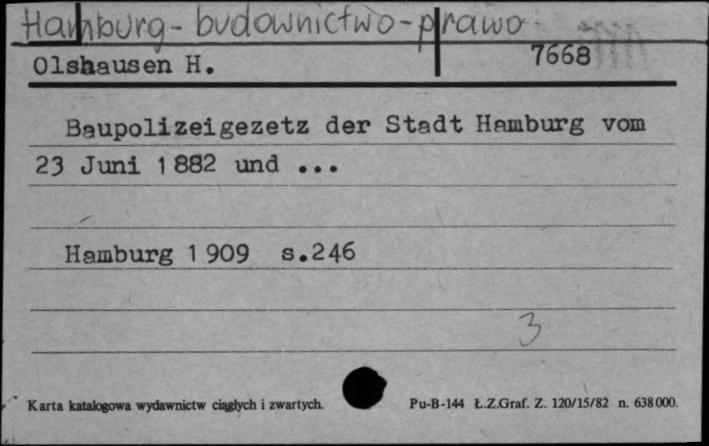 Hamburg - budownictwo - prawo
Olshausen H. 7668
Baupolizeigezetz der Stadt Hamburg vom
23 Juni 1882 und ...
Hamburg 1909 s.246
3
Karta katalogowa wydawnictw ciągłych i zwartych. Pu-B-144 Ł.Z.Graf. Z. 120/15/82 n. 638000.